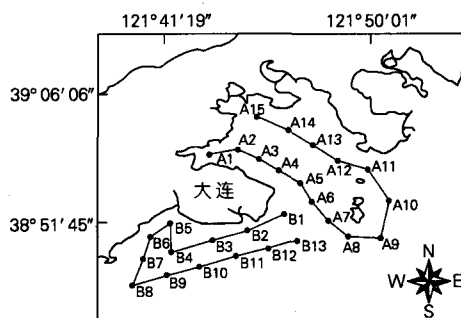 121°41′19″ 121°50′01″
39°06′06″
A15
A14
A13
A2
A1
A3
A12
A11
A4
大连
A5
A6
A10
B1
A7
38°51′45″
B5
B2
A8
A9
B6
B3
B13
N
B4
B12
B7
B11
W E
B10
B8
B9
S